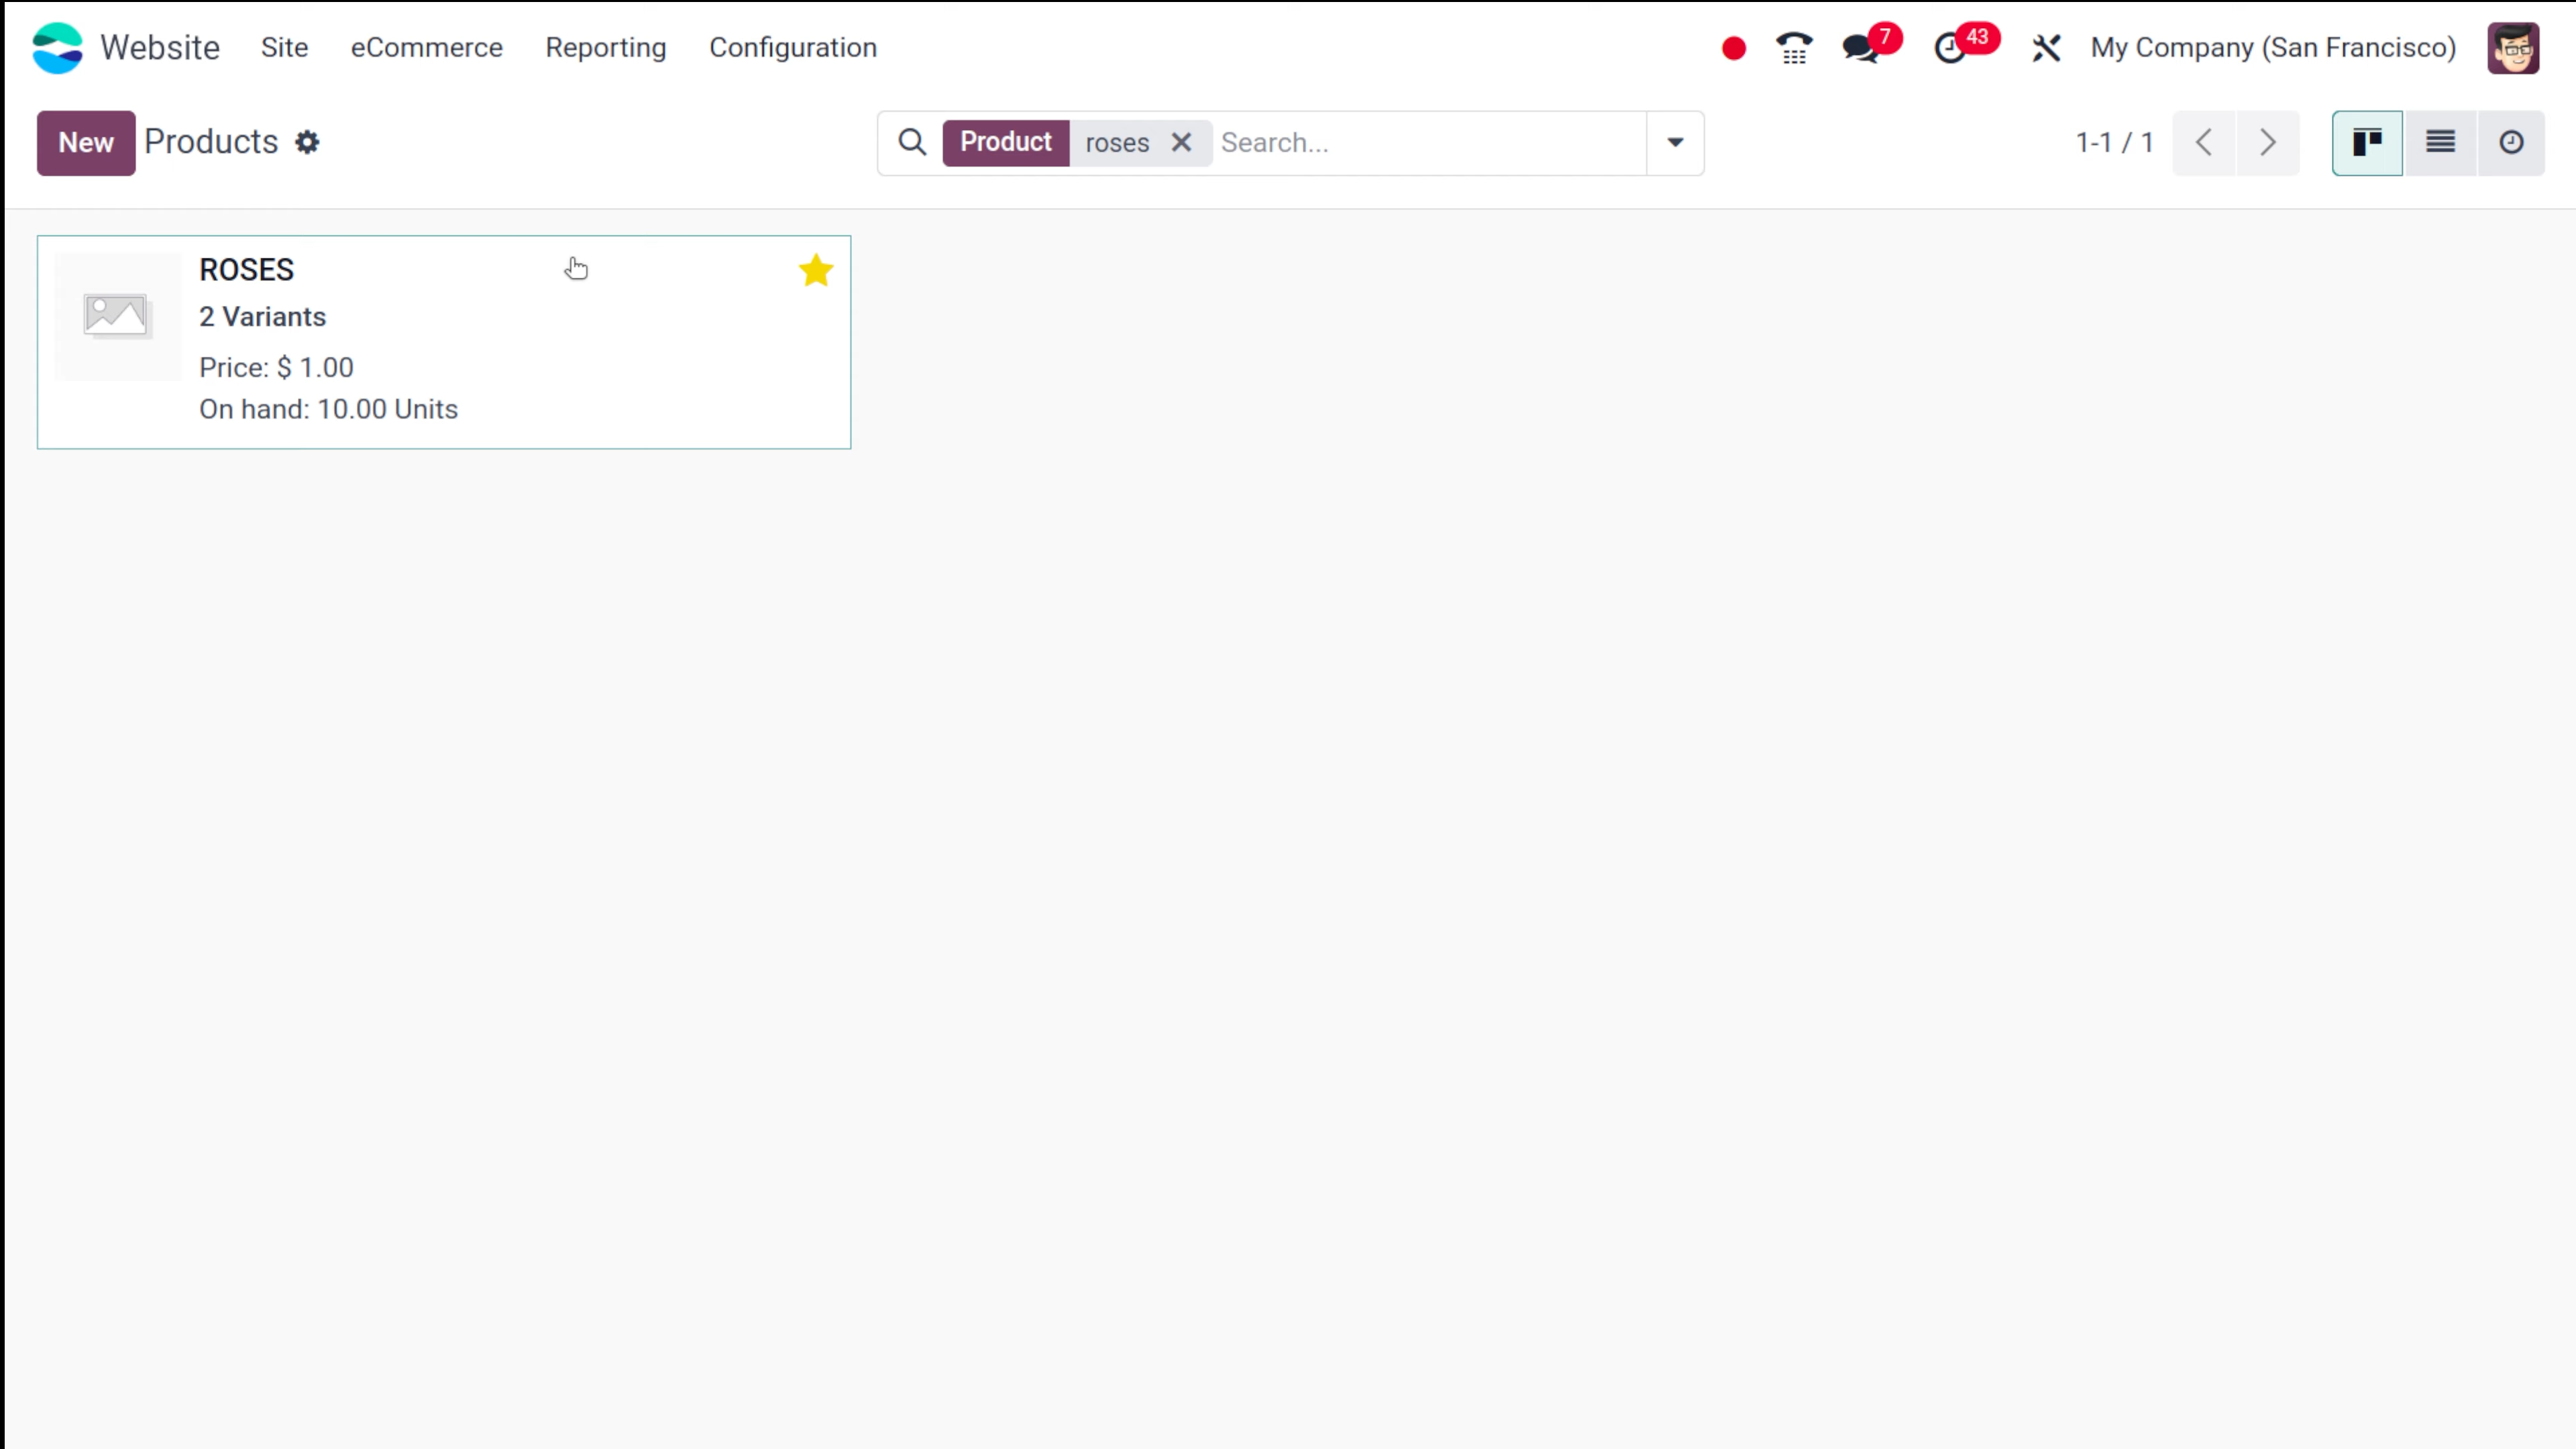 Website Site eCommerce Reporting Configuration 7 43 My Company (San Francisco)
New Products Product roses Search... 1-1 / 1
ROSES
2 Variants
Price: $ 1.00
On hand: 10.00 Units